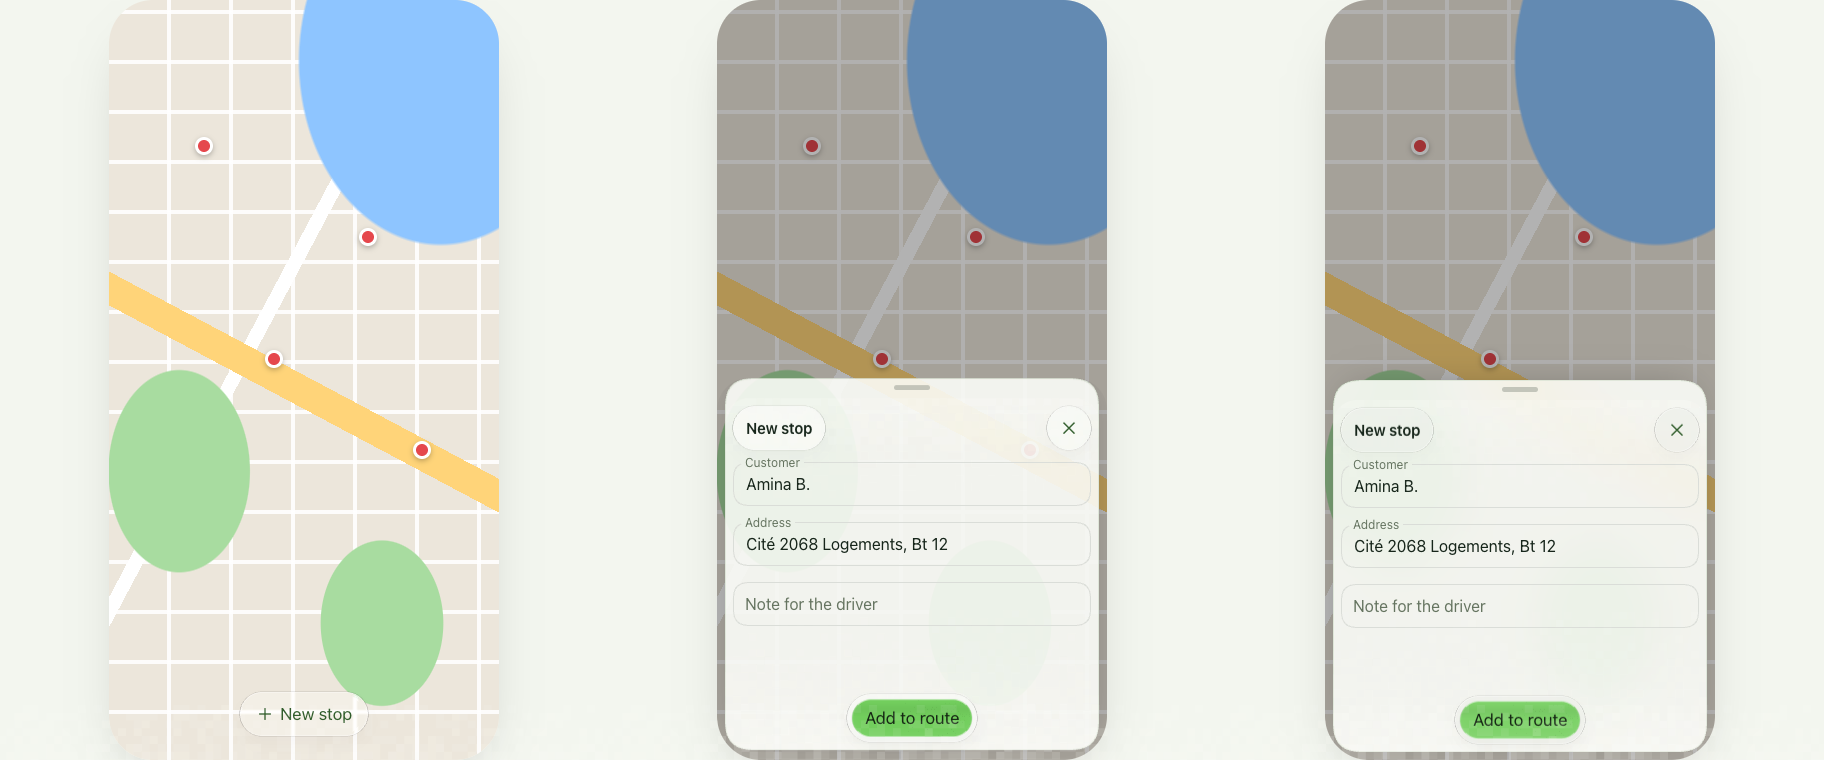 New stop
New stop
Customer
Amina B.
Address
Cité 2068 Logements, Bt 12
Note for the driver
Add to route
New stop
Customer
Amina B.
Address
Cité 2068 Logements, Bt 12
Note for the driver
Add to route